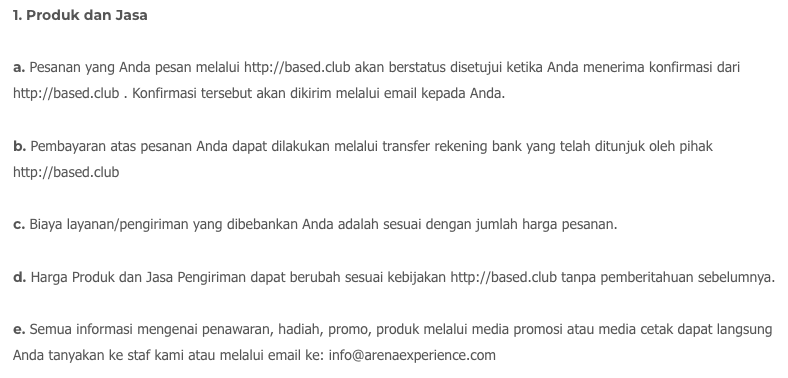 1. Produk dan Jasa
a. Pesanan yang Anda pesan melalui http://based.club akan berstatus disetujui ketika Anda menerima konfirmasi dari
http://based.club . Konfirmasi tersebut akan dikirim melalui email kepada Anda.
b. Pembayaran atas pesanan Anda dapat dilakukan melalui transfer rekening bank yang telah ditunjuk oleh pihak
http://based.club
c. Biaya layanan/pengiriman yang dibebankan Anda adalah sesuai dengan jumlah harga pesanan.
d. Harga Produk dan Jasa Pengiriman dapat berubah sesuai kebijakan http://based.club tanpa pemberitahuan sebelumnya.
e. Semua informasi mengenai penawaran, hadiah, promo, produk melalui media promosi atau media cetak dapat langsung
Anda tanyakan ke staf kami atau melalui email ke: info@arenaexperience.com